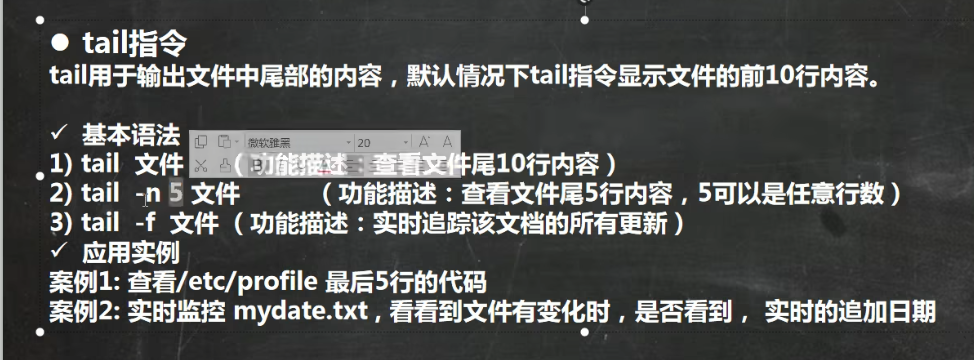 ● tail指令
tail用于输出文件中尾部的内容，默认情况下tail指令显示文件的前10行内容。
✓ 基本语法
微软雅黑 20 A A
1) tail 文件 （功能描述：查看文件尾10行内容）
2) tail -n 5 文件 （功能描述：查看文件尾5行内容，5可以是任意行数）
3) tail -f 文件（功能描述：实时追踪该文档的所有更新）
✓ 应用实例
案例1: 查看/etc/profile 最后5行的代码
案例2: 实时监控 mydate.txt , 看看到文件有变化时，是否看到， 实时的追加日期